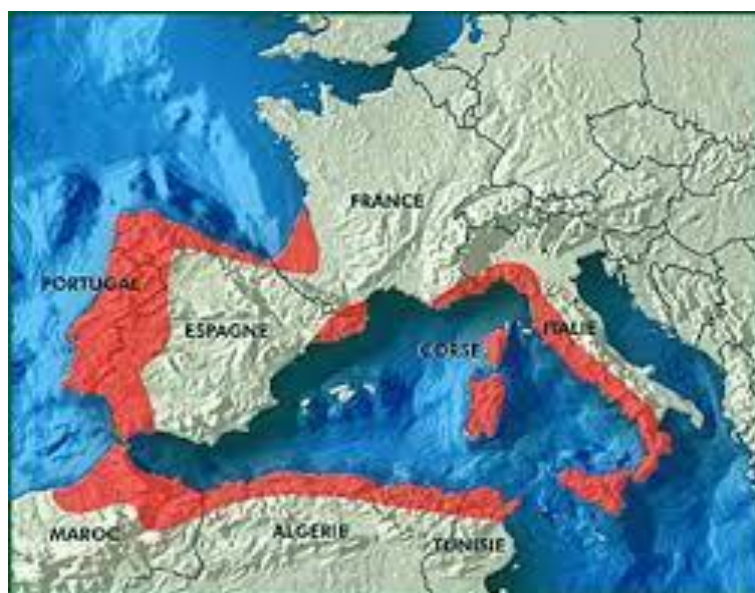 FRANCE
PORTUGAL
ESPAGNE
CORSE
ITALIE
MAROC
ALGERIE
TUNISIE